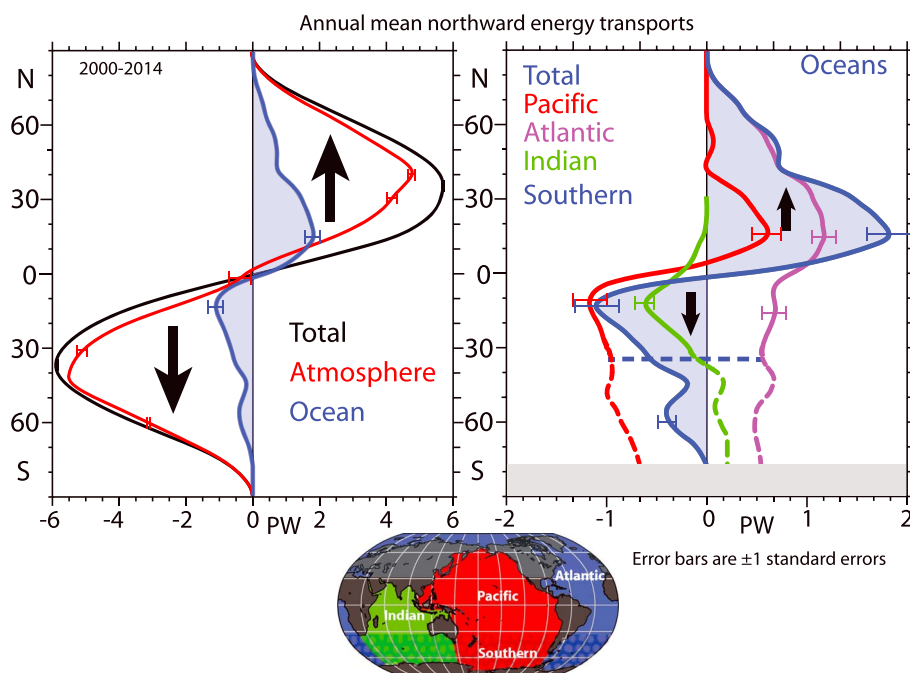 Annual mean northward energy transports
2000-2014
N
60
30
0
30
60
S
Total
Atmosphere
Ocean
-6
-4
-2
0
2
4
6
PW
Oceans
Total
Pacific
Atlantic
Indian
Southern
N
60
30
0
30
60
S
-2
-1
0
1
2
PW
Error bars are ±1 standard errors
Atlantic
Pacific
Indian
Southern